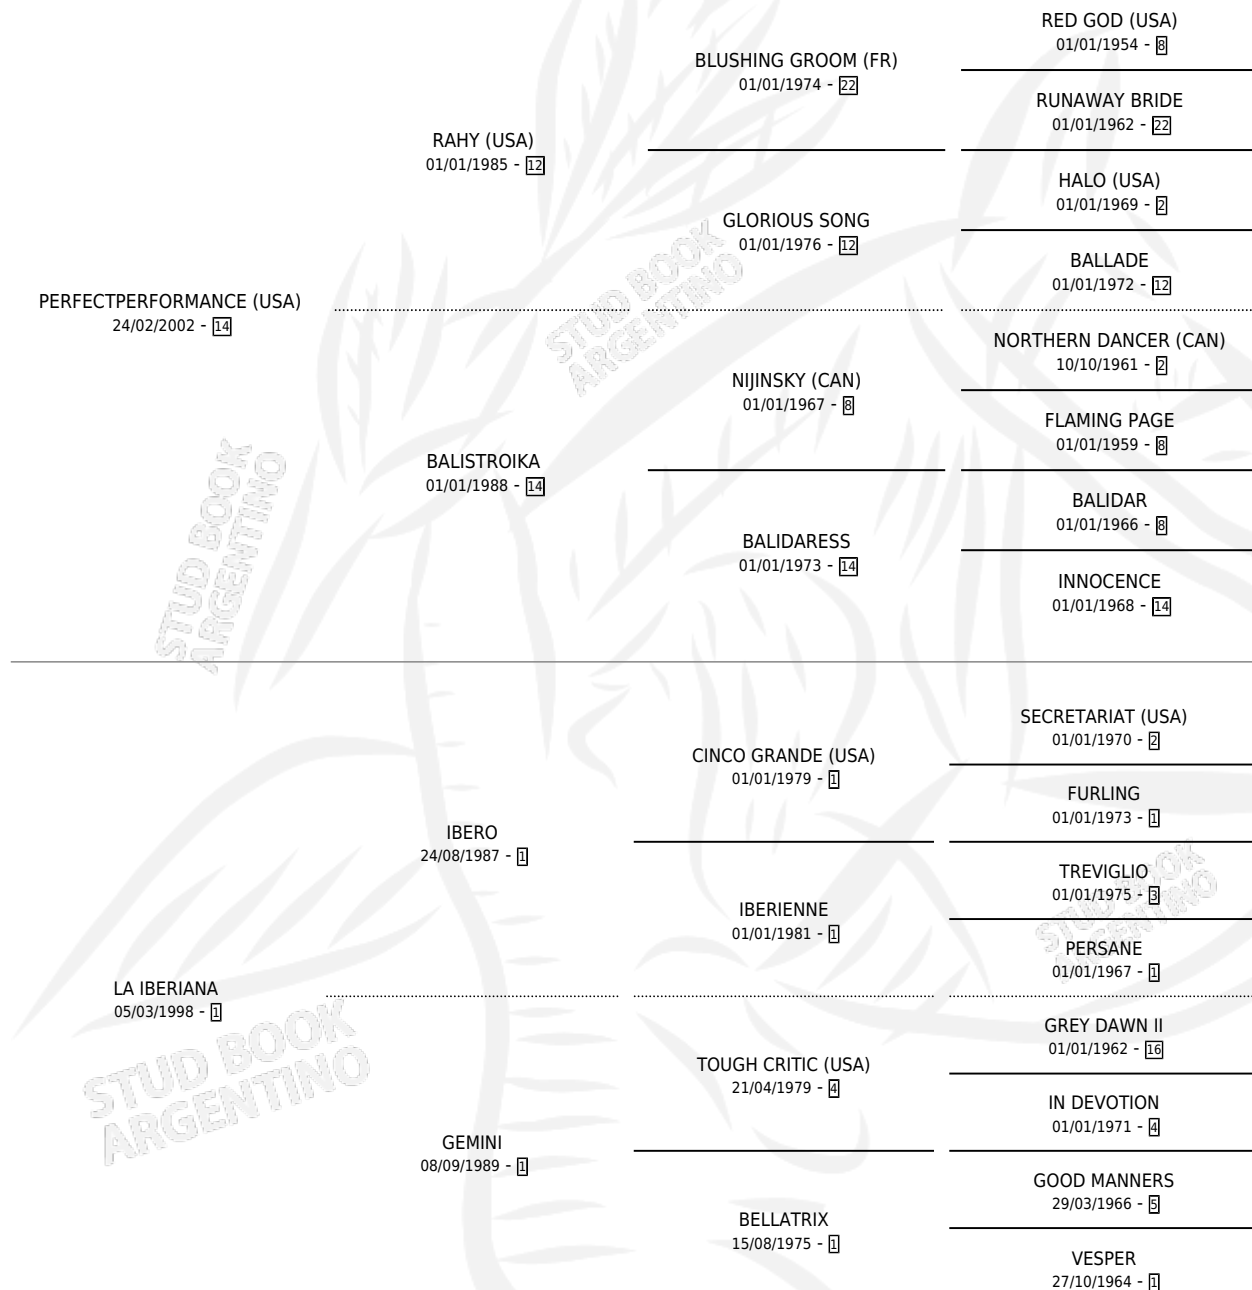 RED GOD (USA)
01/01/1954 - 8
BLUSHING GROOM (FR)
01/01/1974 - 22
RUNAWAY BRIDE
01/01/1962 - 22
RAHY (USA)
01/01/1985 - 12
HALO (USA)
01/01/1969 - 2
GLORIOUS SONG
01/01/1976 - 12
BALLADE
01/01/1972 - 12
PERFECTPERFORMANCE (USA)
24/02/2002 - 14
NORTHERN DANCER (CAN)
10/10/1961 - 2
NIJINSKY (CAN)
01/01/1967 - 8
FLAMING PAGE
01/01/1959 - 8
BALISTROIKA
01/01/1988 - 14
BALIDAR
01/01/1966 - 8
BALIDARESS
01/01/1973 - 14
INNOCENCE
01/01/1968 - 14
STUD BOOK
ARGENTINO
STUD BOOK
ARGENTINO
SECRETARIAT (USA)
01/01/1970 - 2
CINCO GRANDE (USA)
01/01/1979 - 1
FURLING
01/01/1973 - 1
IBERO
24/08/1987 - 1
TREVIGLIO
01/01/1975 - 3
IBERIENNE
01/01/1981 - 1
PERSANE
01/01/1967 - 1
LA IBERIANA
05/03/1998 - 1
GREY DAWN II
01/01/1962 - 16
TOUGH CRITIC (USA)
21/04/1979 - 4
IN DEVOTION
01/01/1971 - 4
GEMINI
08/09/1989 - 1
GOOD MANNERS
29/03/1966 - 5
BELLATRIX
15/08/1975 - 1
VESPER
27/10/1964 - 1
STUD BOOK
ARGENTINO
STUD BOOK
ARGENTINO